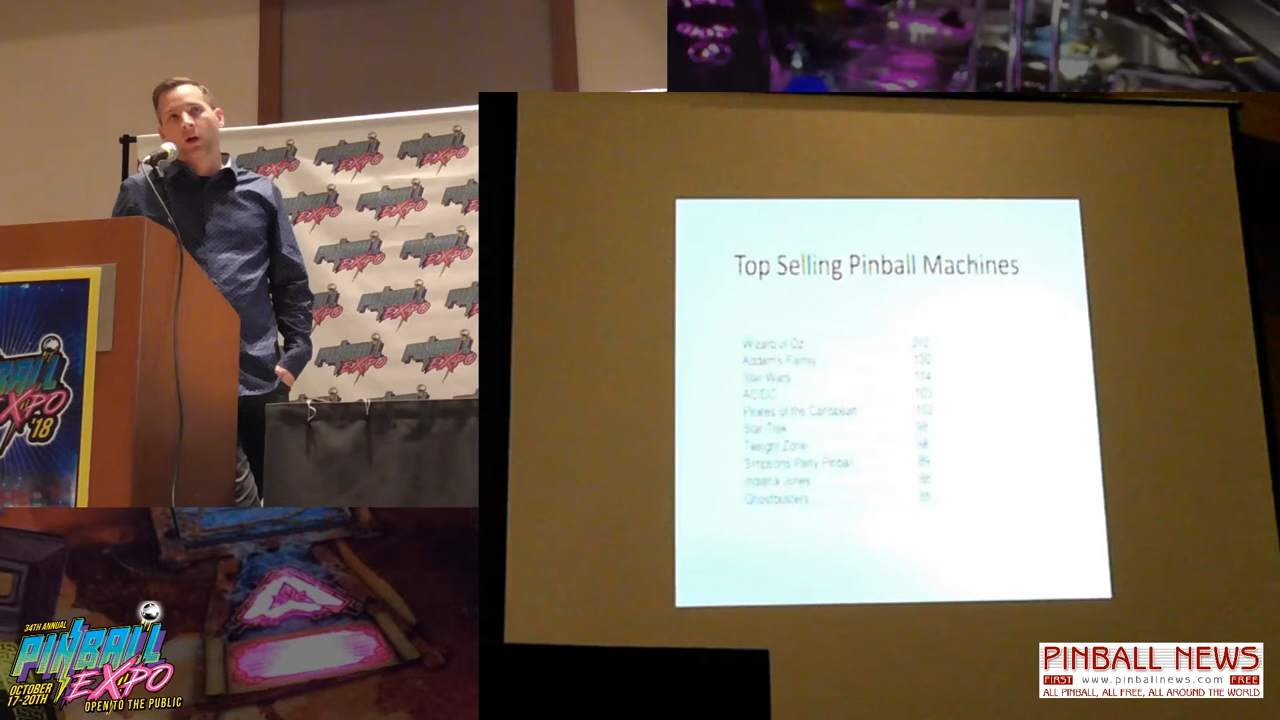 PINBALL EXPO
PINBALL
EXPO
'18
Top Selling Pinball Machines
Wizard of Oz
Addam's Family
Star Wars
AC/DC
Pirates of the Caribbean
Star Trek
Twilight Zone
Simpsons Party Pinball
Indiana Jones
Ghostbusters
34TH ANNUAL
PINBALL
EXPO
OCTOBER
17-20TH
OPEN TO THE PUBLIC
PINBALL NEWS
FIRST www.pinballnews.com FREE
ALL PINBALL, ALL FREE, ALL AROUND THE WORLD